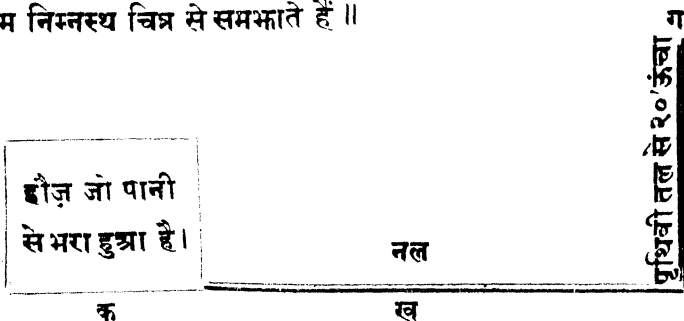 म निम्नस्थ चित्र से समझाते हैं॥
ग
पृथिवी तल से २०' ऊंचा
हौज़ जो पानी
से भरा हुआ है।
नल
क
ख